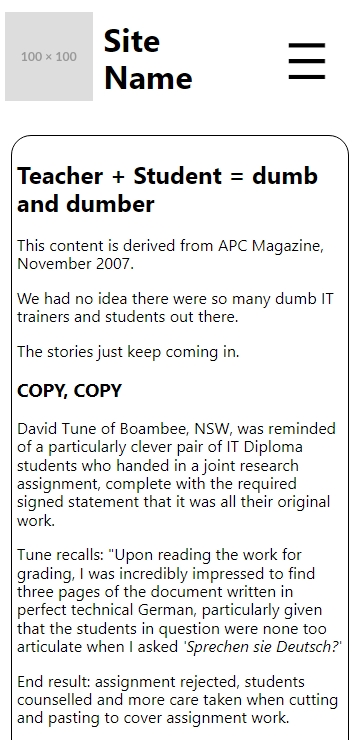 100 × 100
Site
Name
Teacher + Student = dumb
and dumber
This content is derived from APC Magazine,
November 2007.
We had no idea there were so many dumb IT
trainers and students out there.
The stories just keep coming in.
COPY, COPY
David Tune of Boambee, NSW, was reminded
of a particularly clever pair of IT Diploma
students who handed in a joint research
assignment, complete with the required
signed statement that it was all their original
work.
Tune recalls: "Upon reading the work for
grading, I was incredibly impressed to find
three pages of the document written in
perfect technical German, particularly given
that the students in question were none too
articulate when I asked 'Sprechen sie Deutsch?'
End result: assignment rejected, students
counselled and more care taken when cutting
and pasting to cover assignment work.